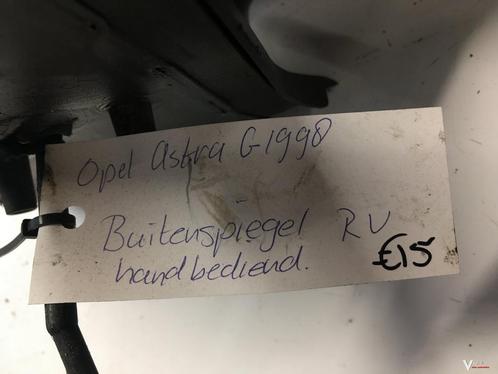 Opel Astra G 1998
Buitenspiegel RV
handbediend.
€15